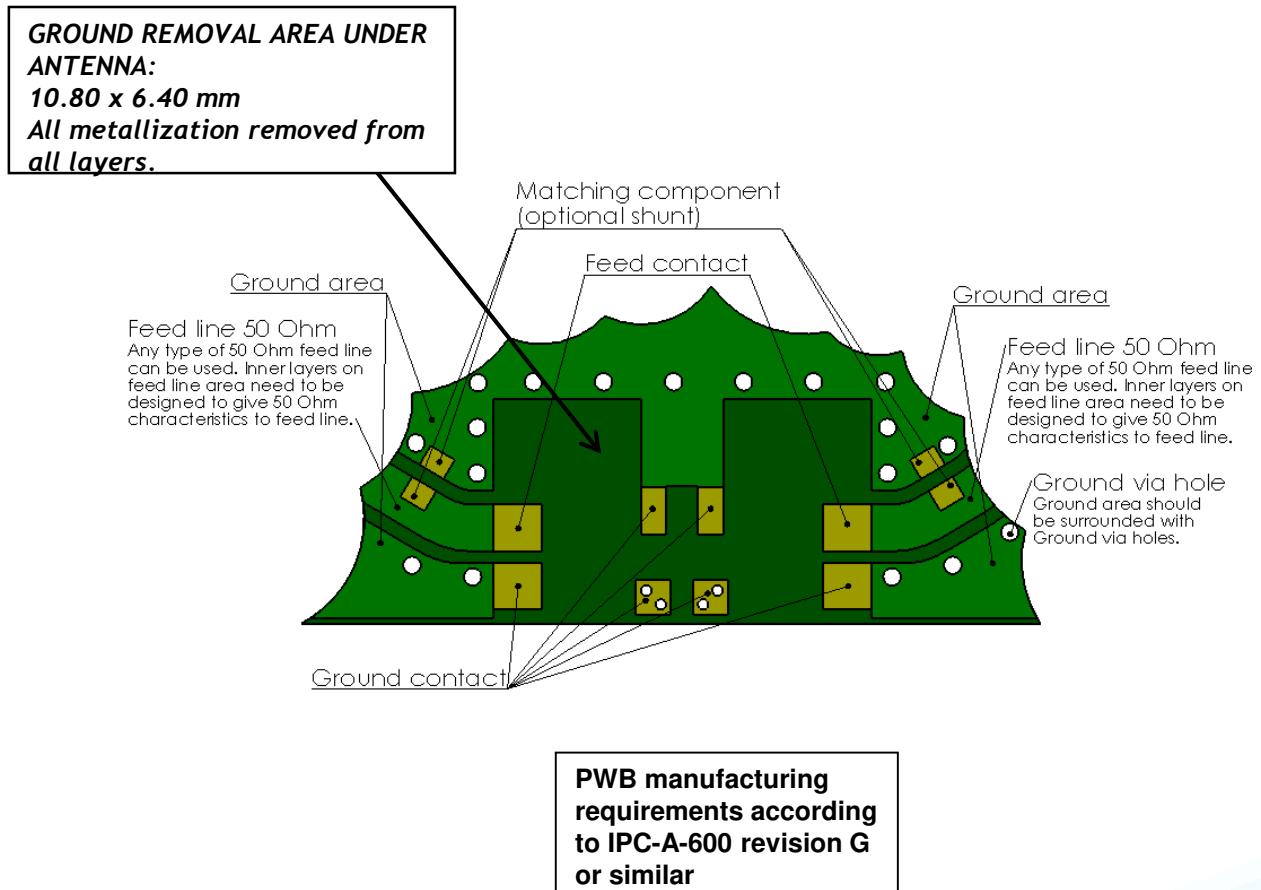 GROUND REMOVAL AREA UNDER
ANTENNA:
10.80 x 6.40 mm
All metallization removed from
all layers.
Matching component
(optional shunt)
Feed contact
Ground area
Feed line 50 Ohm
Any type of 50 Ohm feed line
can be used. Inner layers on
feed line area need to be
designed to give 50 Ohm
characteristics to feed line.
Ground area
Feed line 50 Ohm
Any type of 50 Ohm feed line
can be used. Inner layers on
feed line area need to be
designed to give 50 Ohm
characteristics to feed line.
Ground via hole
Ground area should
be surrounded with
Ground via holes.
Ground contact
PWB manufacturing
requirements according
to IPC-A-600 revision G
or similar